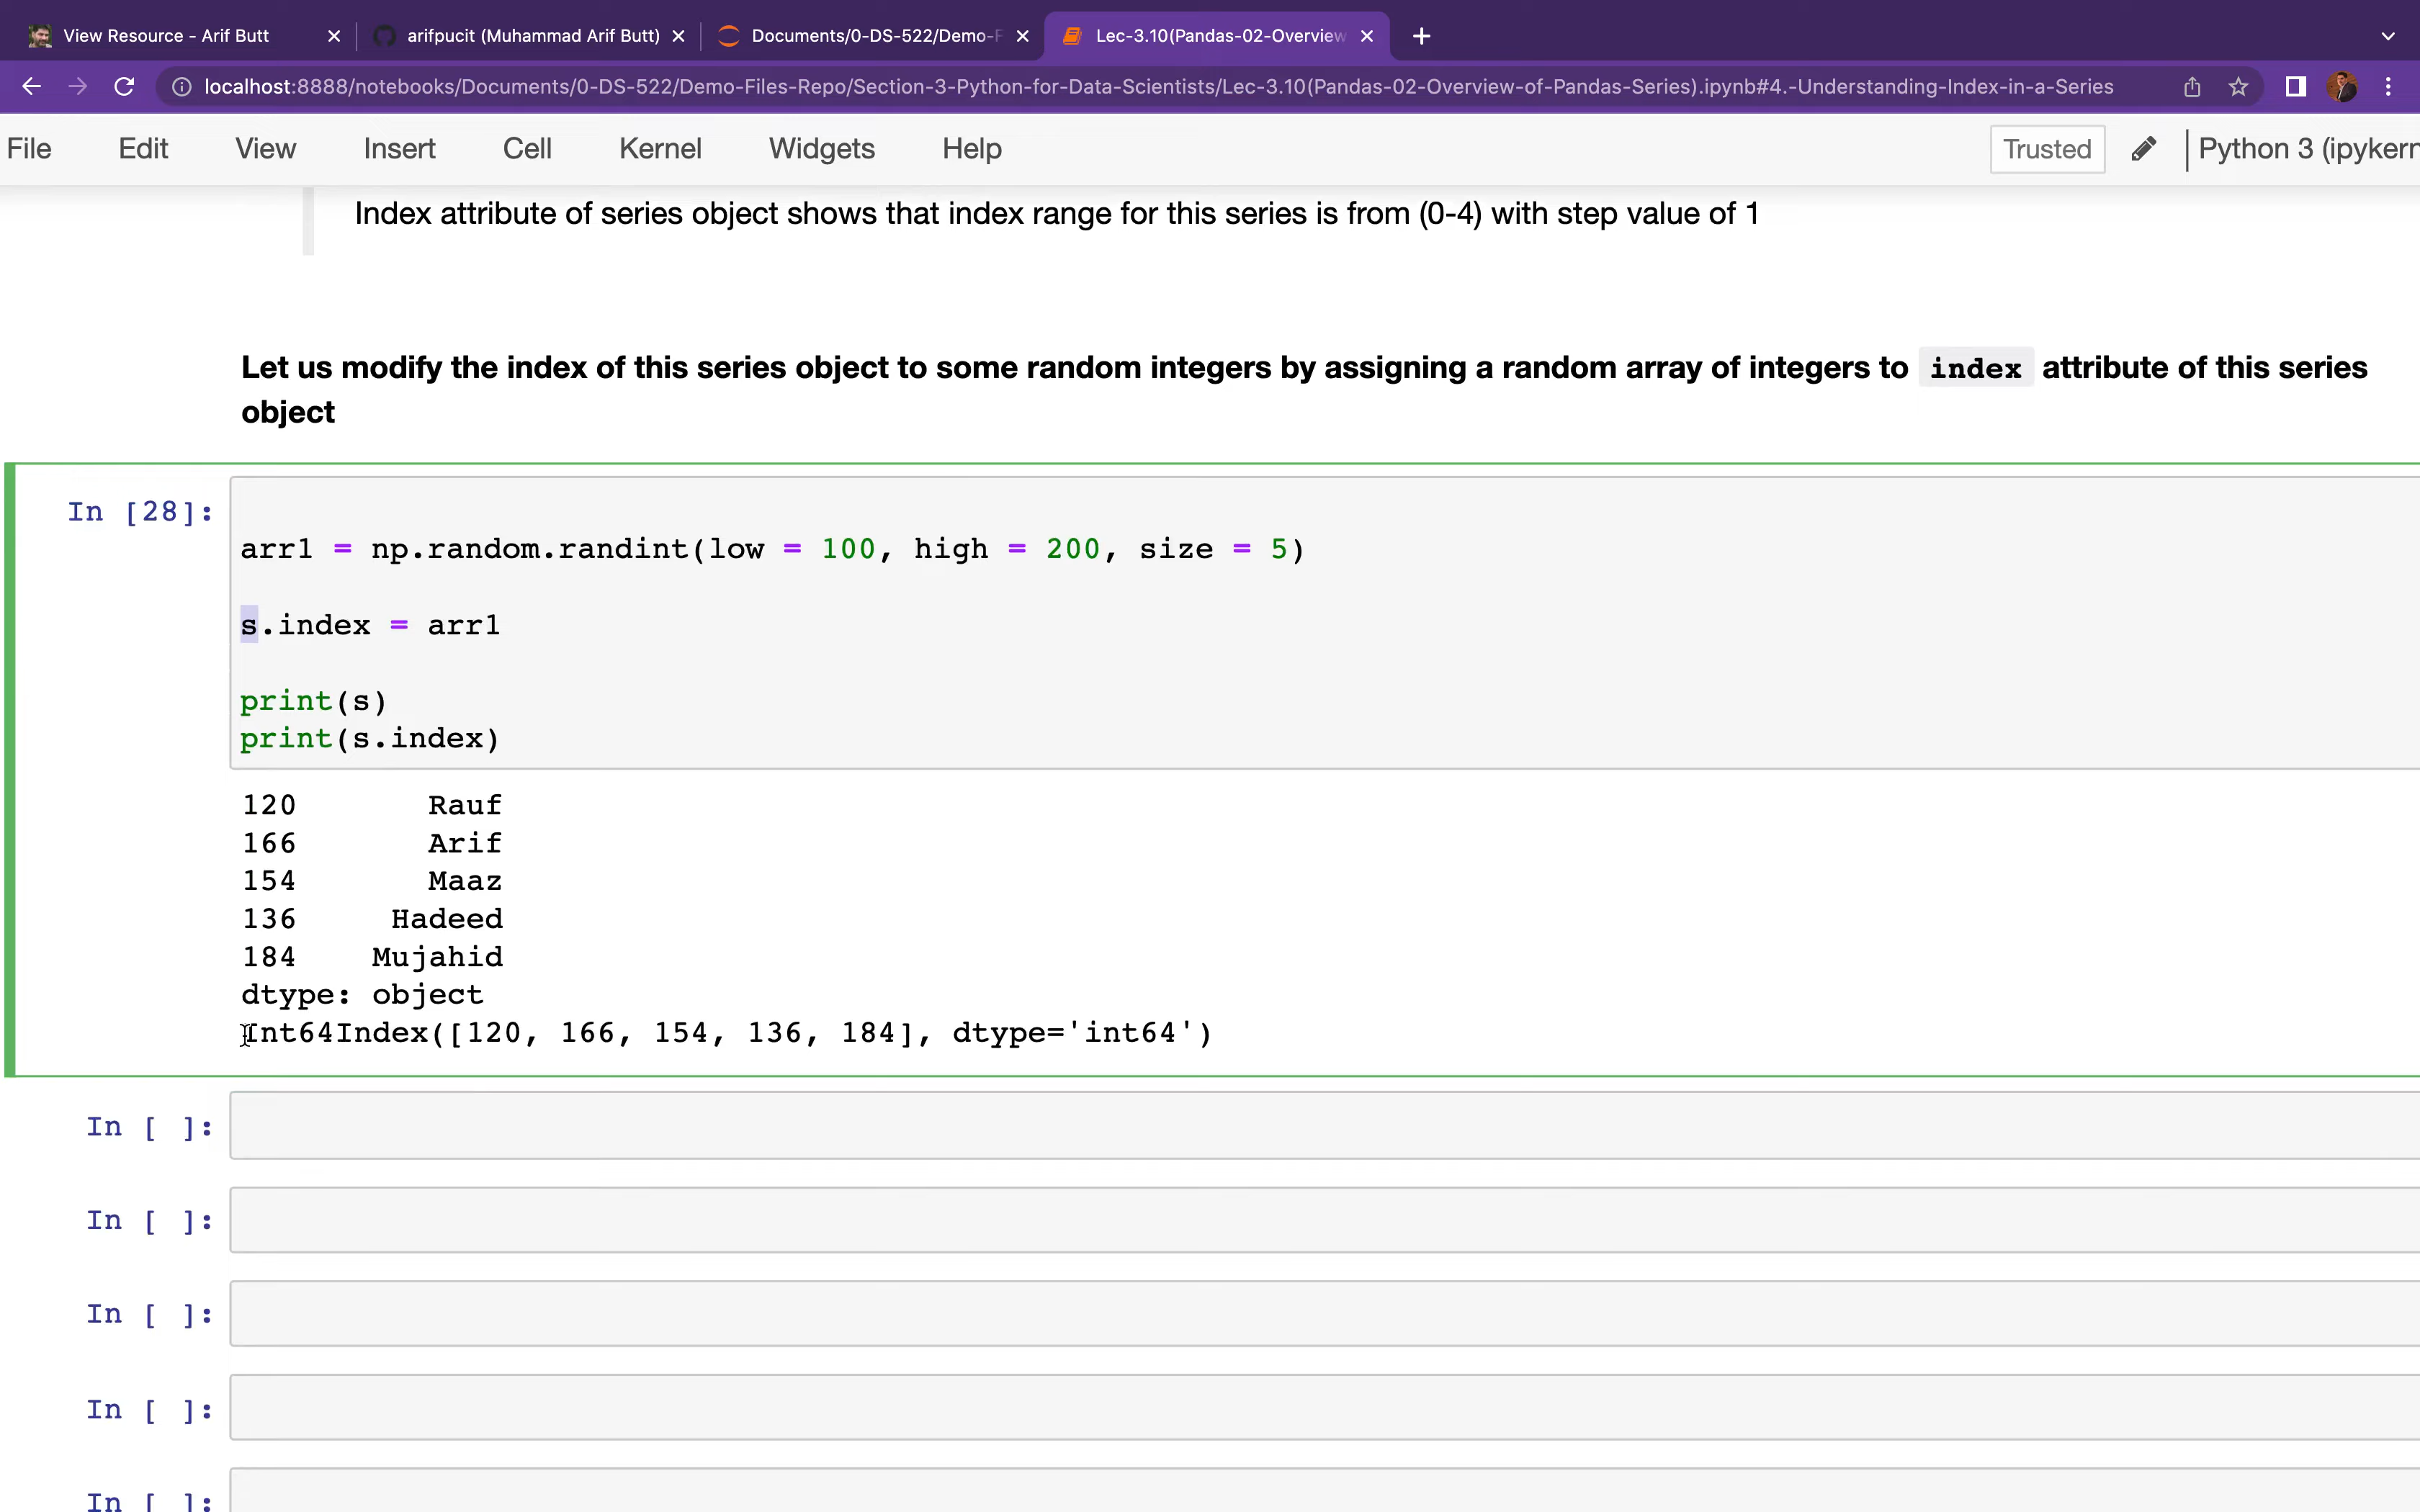 View Resource - Arif Butt
arifpucit (Muhammad Arif Butt)
Documents/0-DS-522/Demo-F
Lec-3.10(Pandas-02-Overview
localhost:8888/notebooks/Documents/0-DS-522/Demo-Files-Repo/Section-3-Python-for-Data-Scientists/Lec-3.10(Pandas-02-Overview-of-Pandas-Series).ipynb#4.-Understanding-Index-in-a-Series
File Edit View Insert Cell Kernel Widgets Help Trusted Python 3 (ipykern
Index attribute of series object shows that index range for this series is from (0-4) with step value of 1
Let us modify the index of this series object to some random integers by assigning a random array of integers to index attribute of this series
object
In [28]:
arr1 = np.random.randint(low = 100, high = 200, size = 5)
s.index = arr1
print(s)
print(s.index)
120 Rauf
166 Arif
154 Maaz
136 Hadeed
184 Mujahid
dtype: object
Int64Index([120, 166, 154, 136, 184], dtype='int64')
In [ ]:
In [ ]:
In [ ]:
In [ ]:
In [ ]: